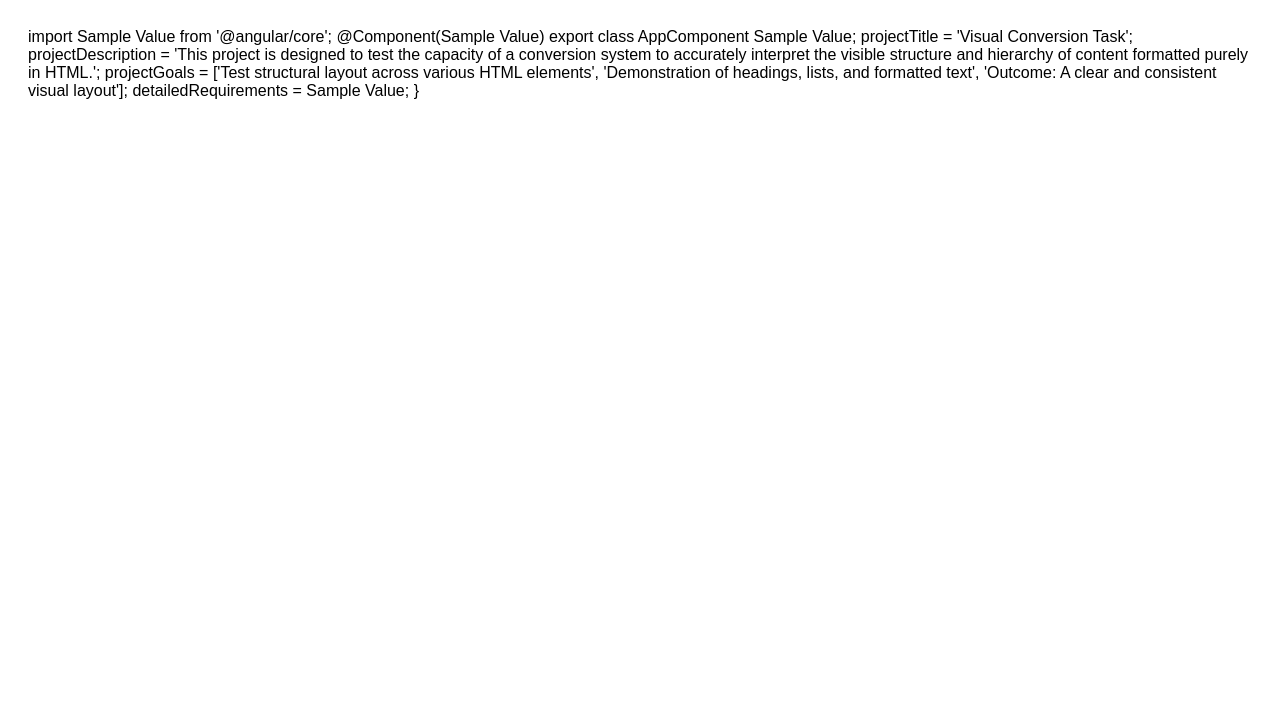 import Sample Value from '@angular/core'; @Component(Sample Value) export class AppComponent Sample Value; projectTitle = 'Visual Conversion Task';
projectDescription = 'This project is designed to test the capacity of a conversion system to accurately interpret the visible structure and hierarchy of content formatted purely
in HTML.'; projectGoals = ['Test structural layout across various HTML elements', 'Demonstration of headings, lists, and formatted text', 'Outcome: A clear and consistent
visual layout']; detailedRequirements = Sample Value; }